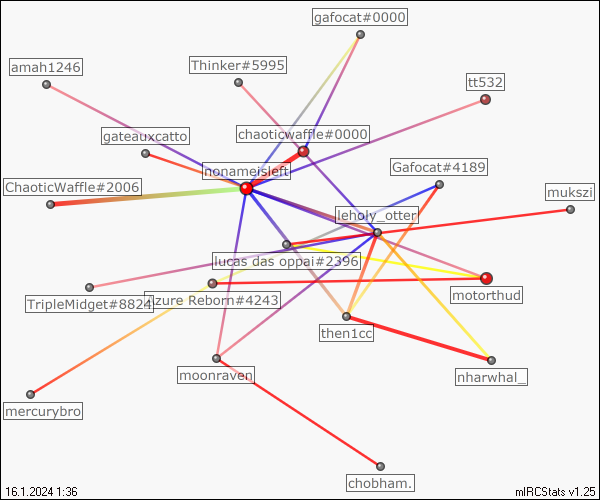 gafocat#0000
amah1246
Thinker#5995
tt532
chaoticwaffle#0000
gateauxcatto
nonameisleft
Gafocat#4189
ChaoticWaffle#2006
mukszi
leholy_otter
lucas das oppai#2396
TripleMidget#8824
Azure Reborn#4243
motorthud
then1cc
moonraven
nharwhal_
mercurybro
chobham.
16.1.2024 1:36
mIRCStats v1.25